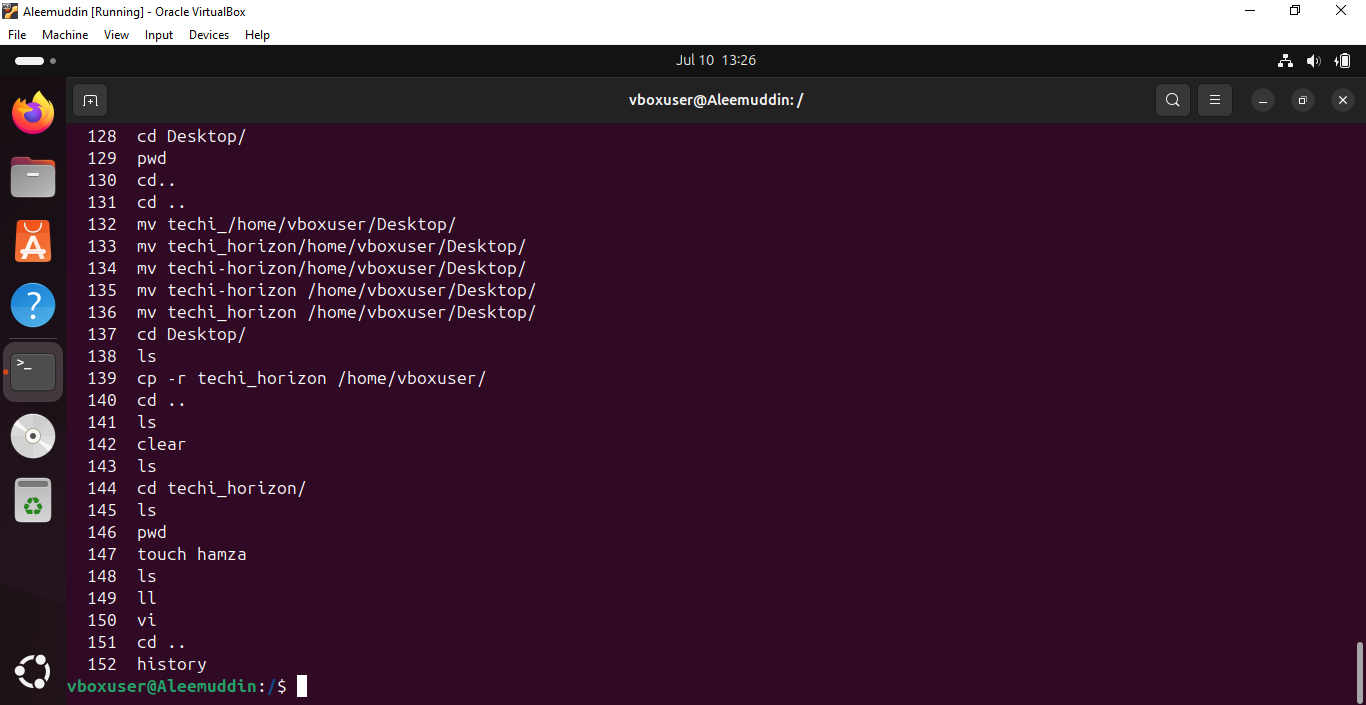 Aleemuddin [Running] - Oracle VirtualBox
File Machine View Input Devices Help
Jul 10 13:26
vboxuser@Aleemuddin: /
128 cd Desktop/
129 pwd
130 cd..
131 cd ..
132 mv techi_/home/vboxuser/Desktop/
133 mv techi_horizon/home/vboxuser/Desktop/
134 mv techi-horizon/home/vboxuser/Desktop/
135 mv techi-horizon /home/vboxuser/Desktop/
136 mv techi_horizon /home/vboxuser/Desktop/
137 cd Desktop/
138 ls
139 cp -r techi_horizon /home/vboxuser/
140 cd ..
141 ls
142 clear
143 ls
144 cd techi_horizon/
145 ls
146 pwd
147 touch hamza
148 ls
149 ll
150 vi
151 cd ..
152 history
vboxuser@Aleemuddin:/$